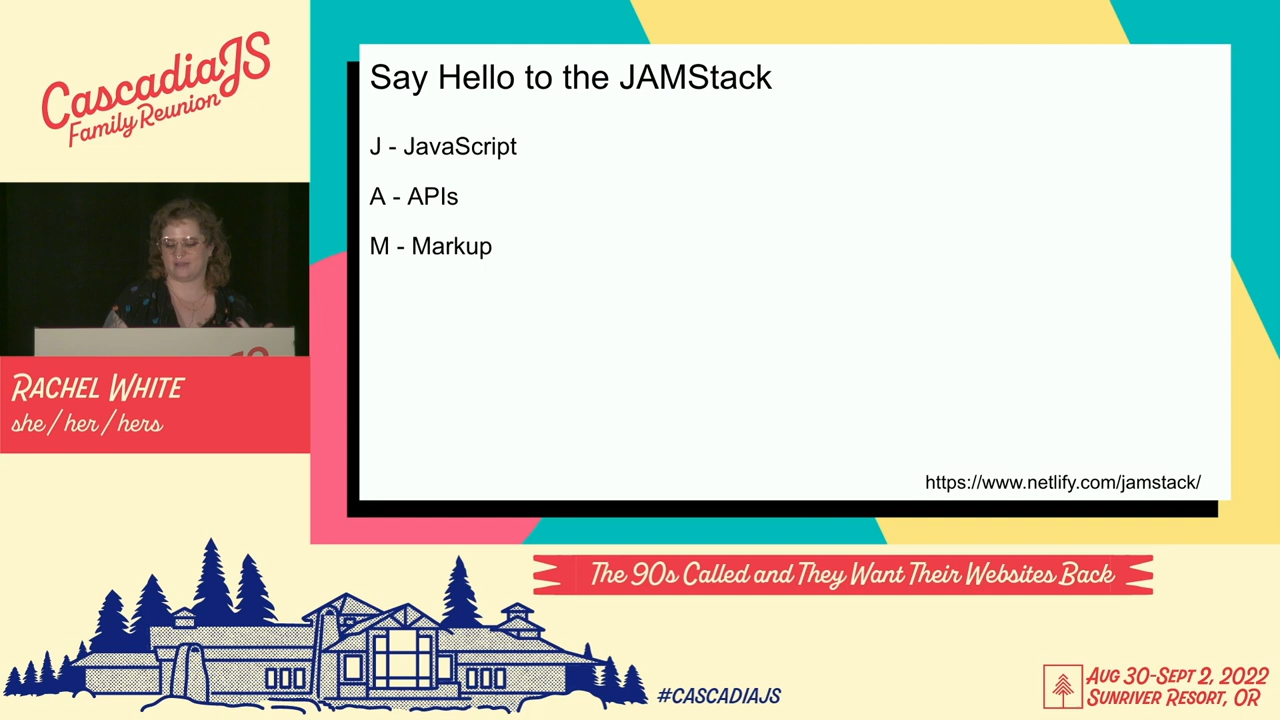 CascadiaJS
Family Reunion
Say Hello to the JAMStack
J - JavaScript
A - APIs
M - Markup
https://www.netlify.com/jamstack/
Rachel White
she / her / hers
The 90s Called and They Want Their Websites Back
#CASCADIAJS
Aug 30-Sept 2, 2022
Sunriver Resort, OR